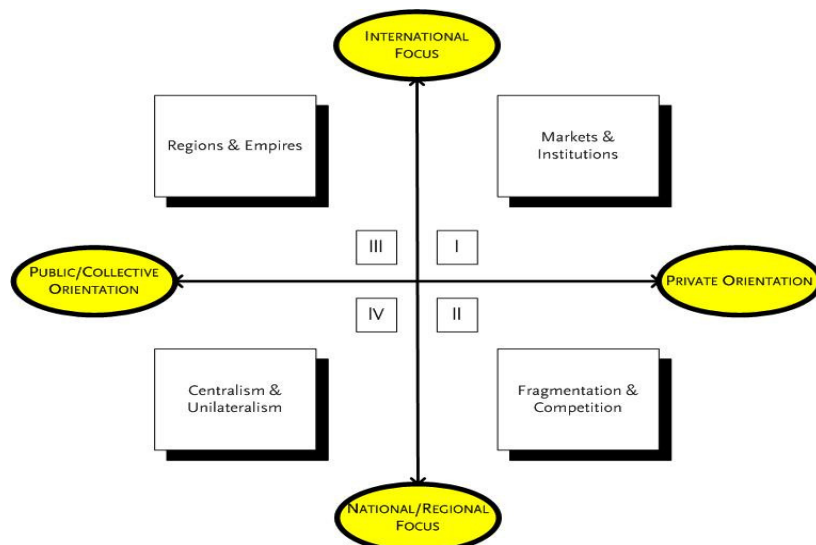 INTERNATIONAL
FOCUS
Regions & Empires
Markets &
Institutions
III
I
PUBLIC/COLLECTIVE
ORIENTATION
PRIVATE ORIENTATION
IV
II
Centralism &
Unilateralism
Fragmentation &
Competition
NATIONAL/REGIONAL
FOCUS